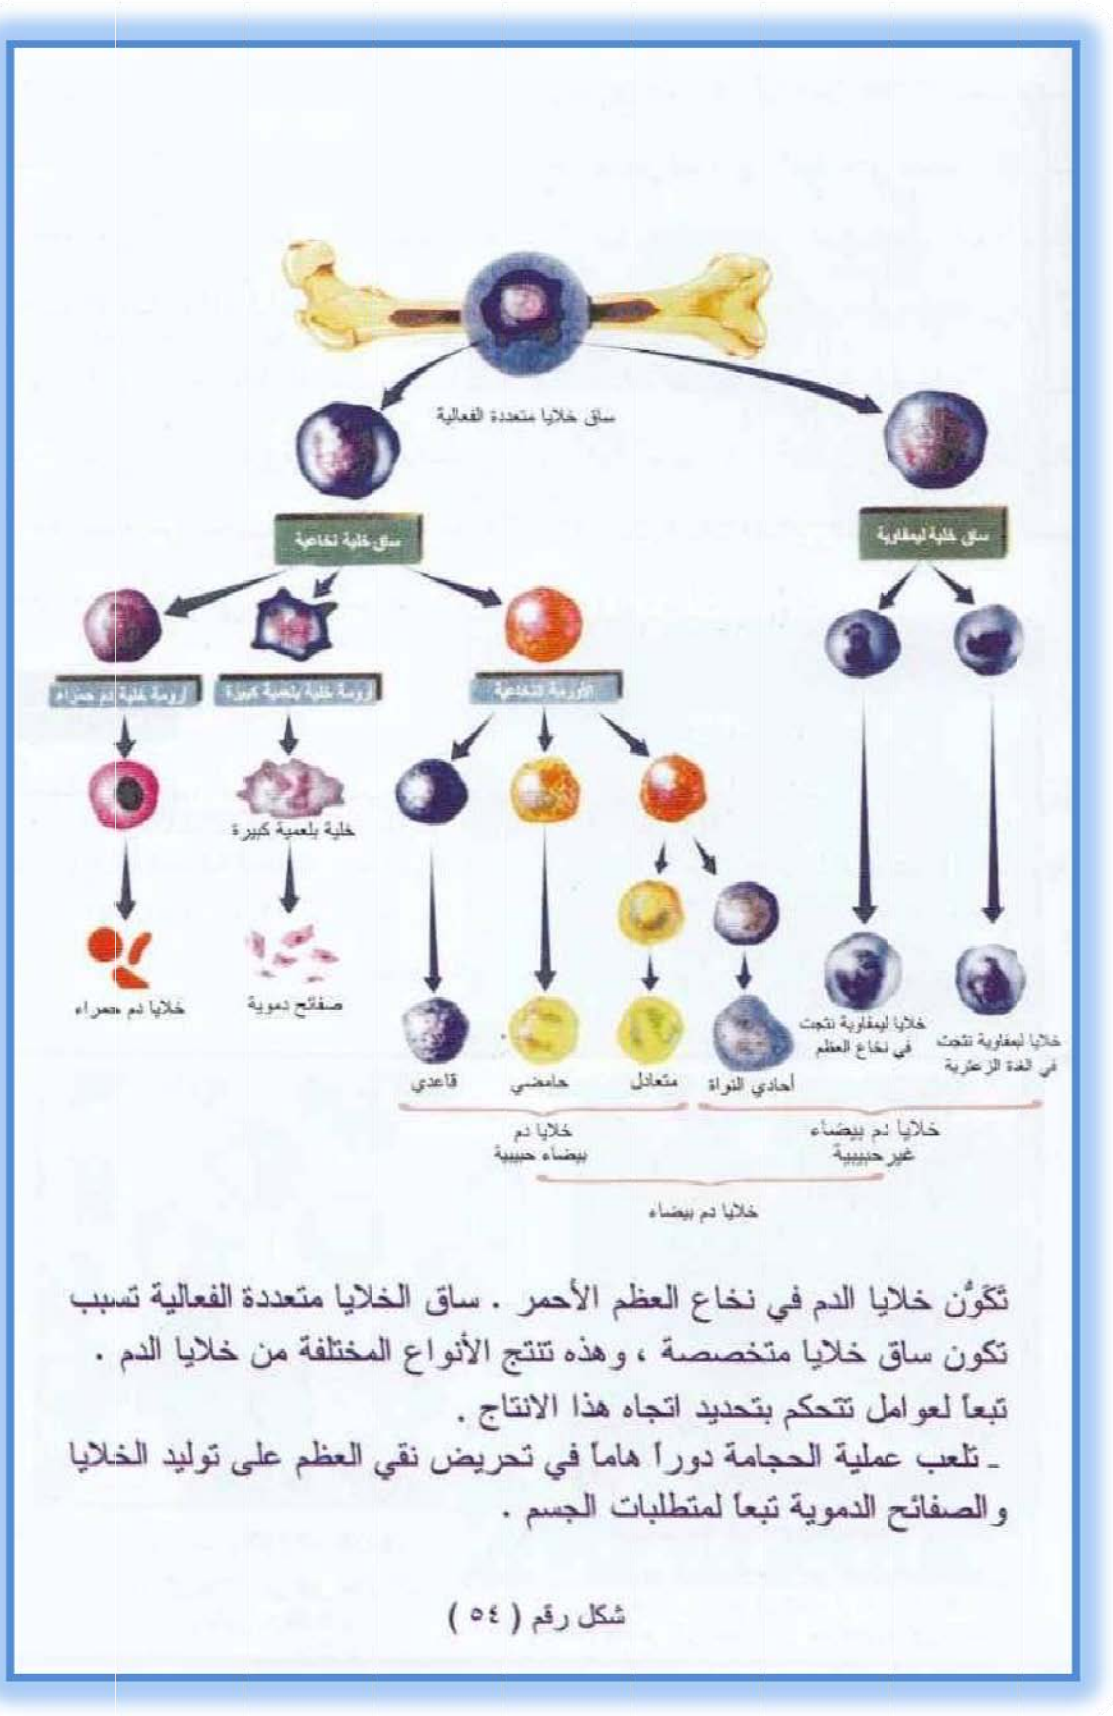 ساق خلايا متعددة الفعالية
ساق خلية نخاعية
ساق خلية ليمفاوية
أرومة خلية دم حمراء
أرومة خلية بلعمية كبيرة
الأورمة النخاعية
خلية بلعمية كبيرة
خلايا دم حمراء
صفائح دموية
قاعدي
حامضي
متعادل
أحادي النواة
خلايا ليمفاوية نتجت
في نخاع العظم
خلايا ليمفاوية نتجت
في الغدة الزعترية
خلايا دم
بيضاء حبيبية
خلايا دم بيضاء
غير حبيبية
خلايا دم بيضاء
تَكَوُّن خلايا الدم في نخاع العظم الأحمر . ساق الخلايا متعددة الفعالية تسبب
تكون ساق خلايا متخصصة ، وهذه تنتج الأنواع المختلفة من خلايا الدم .
تبعاً لعوامل تتحكم بتحديد اتجاه هذا الانتاج .
ـ تلعب عملية الحجامة دوراً هاماً في تحريض نقي العظم على توليد الخلايا
والصفائح الدموية تبعاً لمتطلبات الجسم .
شكل رقم ( ٥٤ )